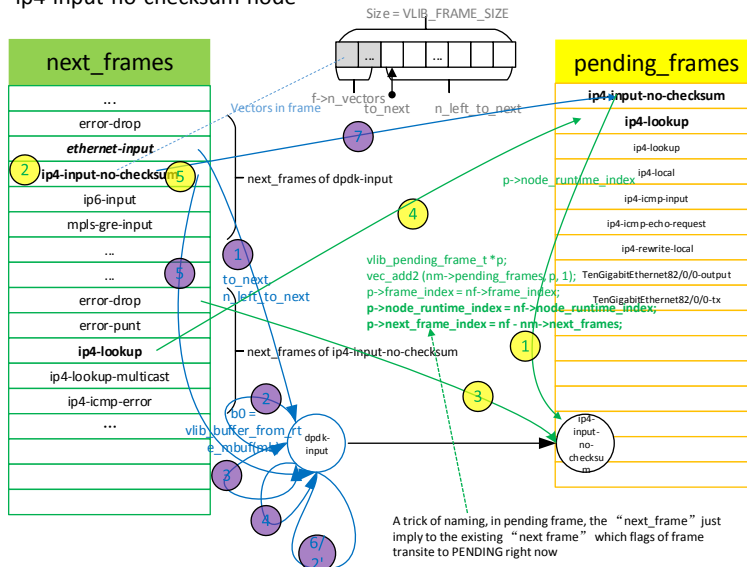 ip4-input-no-checksum node
Size = VLIB_FRAME_SIZE
next_frames
pending_frames
...
...
f->n_vectors
to_next
n_left_to_next
...
error-drop
ethernet-input
ip4-input-no-checksum
ip6-input
mpls-gre-input
...
...
error-drop
error-punt
ip4-lookup
ip4-lookup-multicast
ip4-icmp-error
...
Vectors in frame
next_frames of dpdk-input
next_frames of ip4-input-no-checksum
to_next,
n_left_to_next
b0 =
vlib_buffer_from_rt
e_mbuf(mb)
dpdk-
input
ip4-
input-
no-
checksu
m
ip4-input-no-checksum
ip4-lookup
ip4-lookup
ip4-local
ip4-icmp-input
ip4-icmp-echo-request
ip4-rewrite-local
TenGigabitEthernet82/0/0-output
TenGigabitEthernet82/0/0-tx
p->node_runtime_index
vlib_pending_frame_t *p;
vec_add2 (nm->pending_frames, p, 1);
p->frame_index = nf->frame_index;
p->node_runtime_index = nf->node_runtime_index;
p->next_frame_index = nf - nm->next_frames;
2
5
7
4
1
5
1
3
2
3
4
6/
2'
A trick of naming, in pending frame, the “next_frame” just
imply to the existing “next frame” which flags of frame
transite to PENDING right now